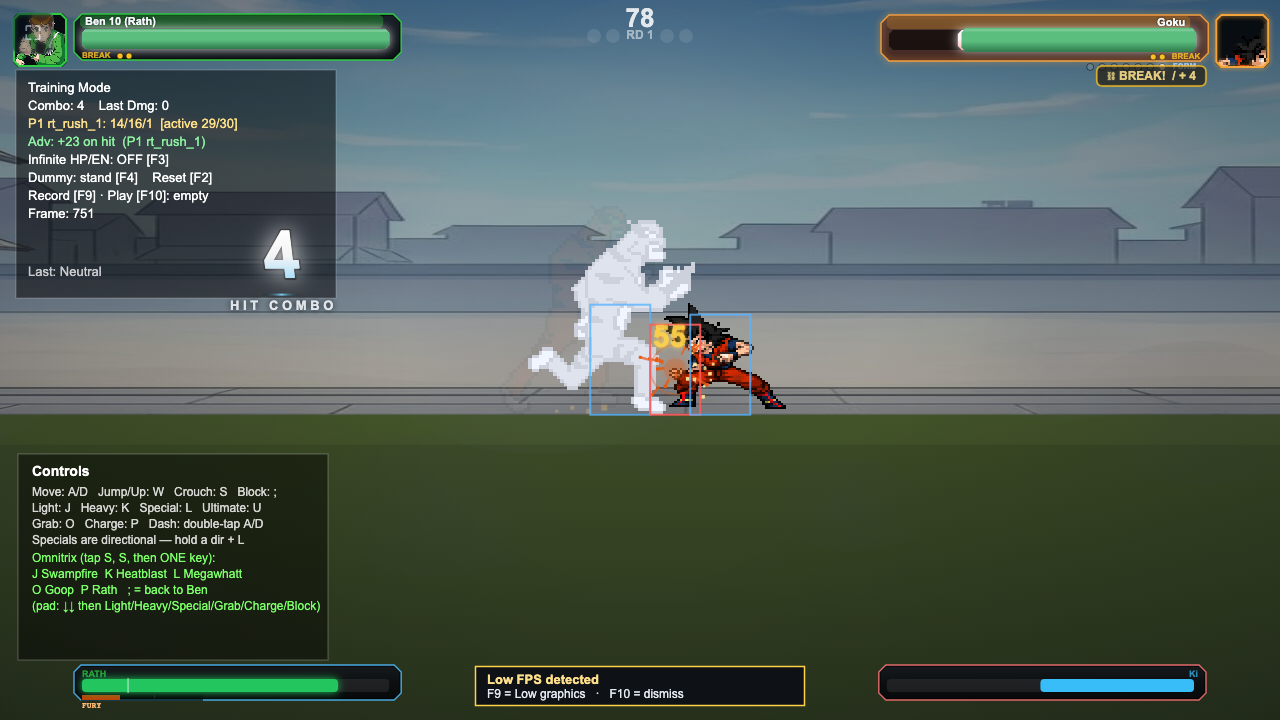 Ben 10 (Rath)
BREAK
78
RD 1
Goku
BREAK
BREAK! / + 4
Training Mode
Combo: 4 Last Dmg: 0
P1 rt_rush_1: 14/16/1 [active 29/30]
Adv: +23 on hit (P1 rt_rush_1)
Infinite HP/EN: OFF [F3]
Dummy: stand [F4] Reset [F2]
Record [F9] · Play [F10]: empty
Frame: 751
Last: Neutral
4
HIT COMBO
55
Controls
Move: A/D Jump/Up: W Crouch: S Block: ;
Light: J Heavy: K Special: L Ultimate: U
Grab: O Charge: P Dash: double-tap A/D
Specials are directional — hold a dir + L
Omnitrix (tap S, S, then ONE key):
J Swampfire K Heatblast L Megawhatt
O Goop P Rath ; = back to Ben
(pad: ↓↓ then Light/Heavy/Special/Grab/Charge/Block)
RATH
FURY
Low FPS detected
F9 = Low graphics · F10 = dismiss
Ki